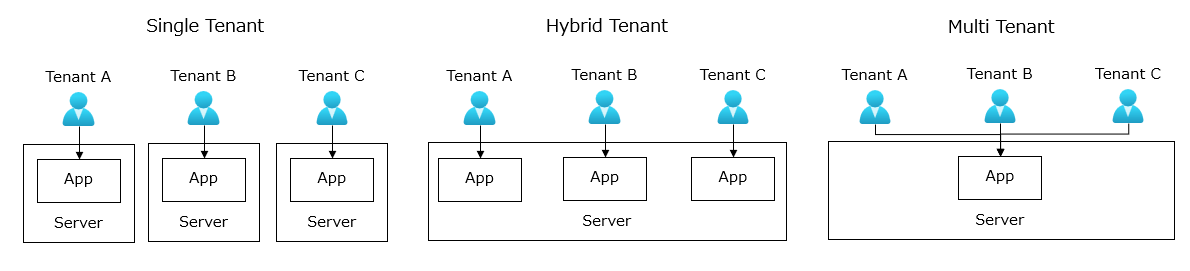 Single Tenant
Hybrid Tenant
Multi Tenant
Tenant A
Tenant B
Tenant C
Tenant A
Tenant B
Tenant C
Tenant A
Tenant B
Tenant C
App
App
App
App
App
App
App
Server
Server
Server
Server
Server